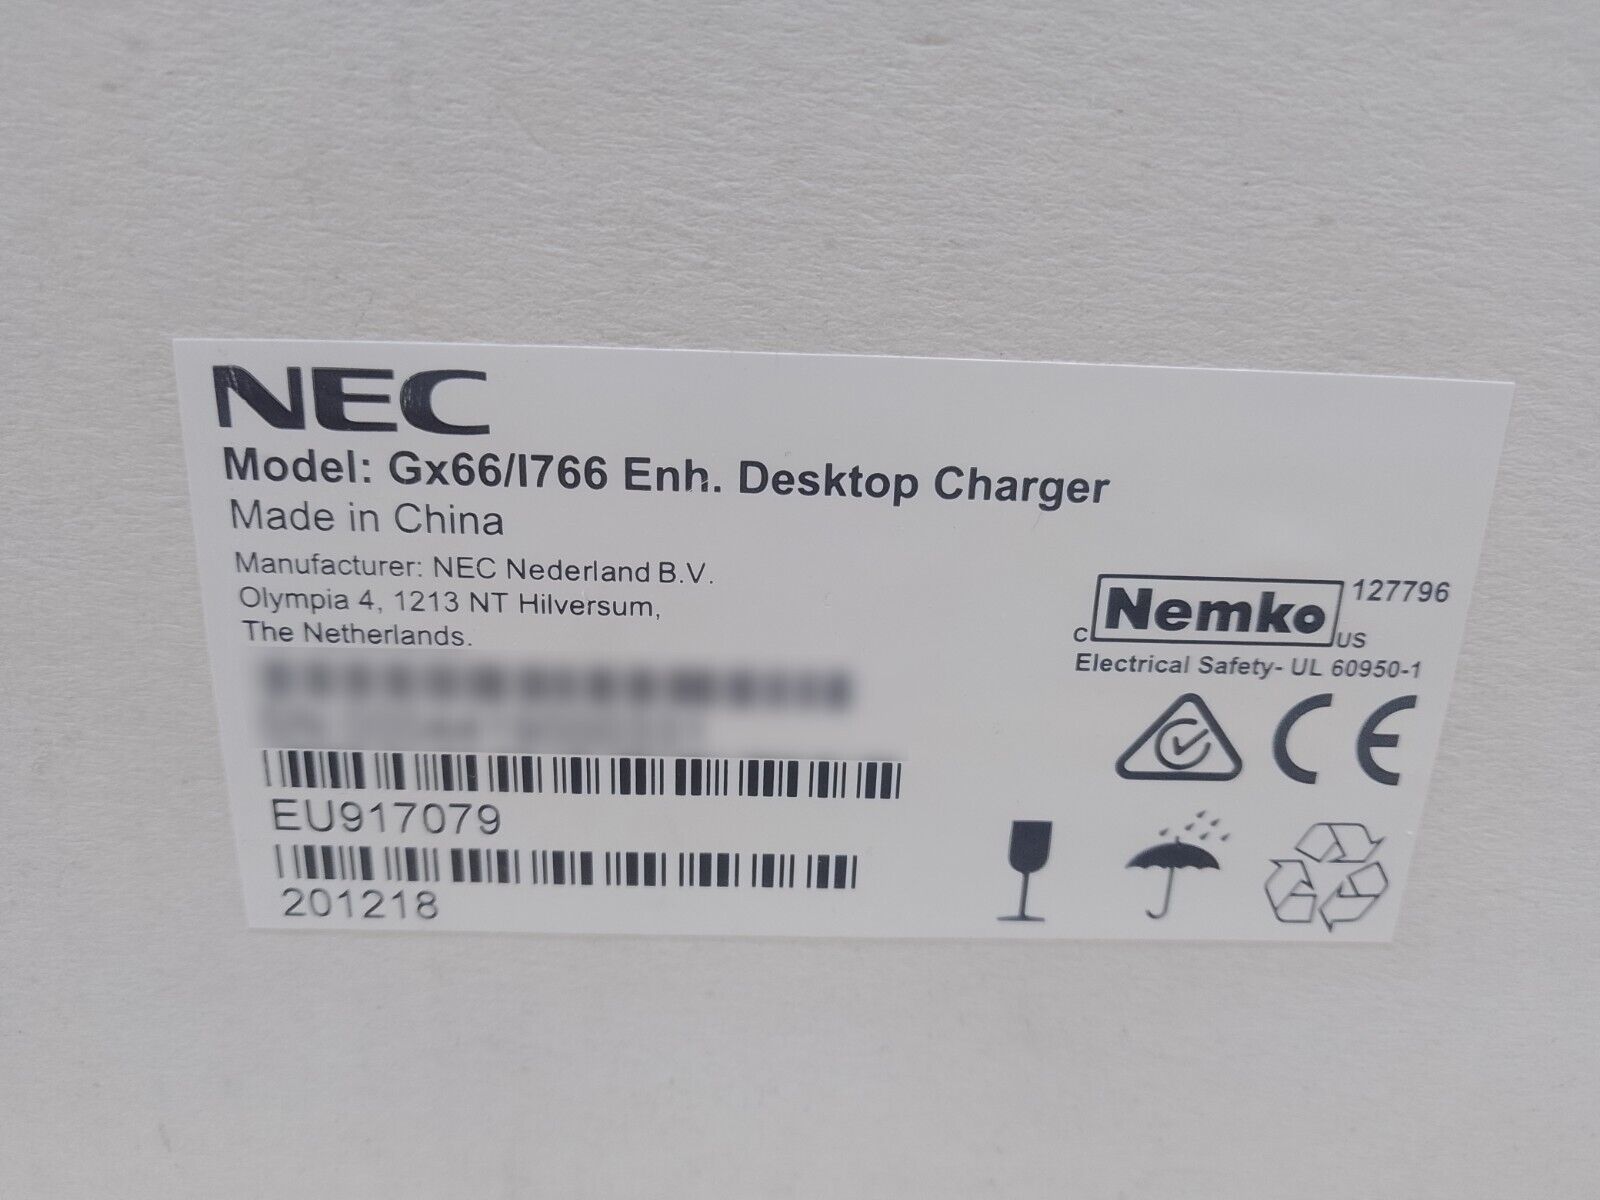 NEC
Model: Gx66/I766 Enh. Desktop Charger
Made in China
Manufacturer: NEC Nederland B.V.
Olympia 4, 1213 NT Hilversum,
The Netherlands.
EU917079
201218
Nemko 127796
C US
Electrical Safety- UL 60950-1
CE